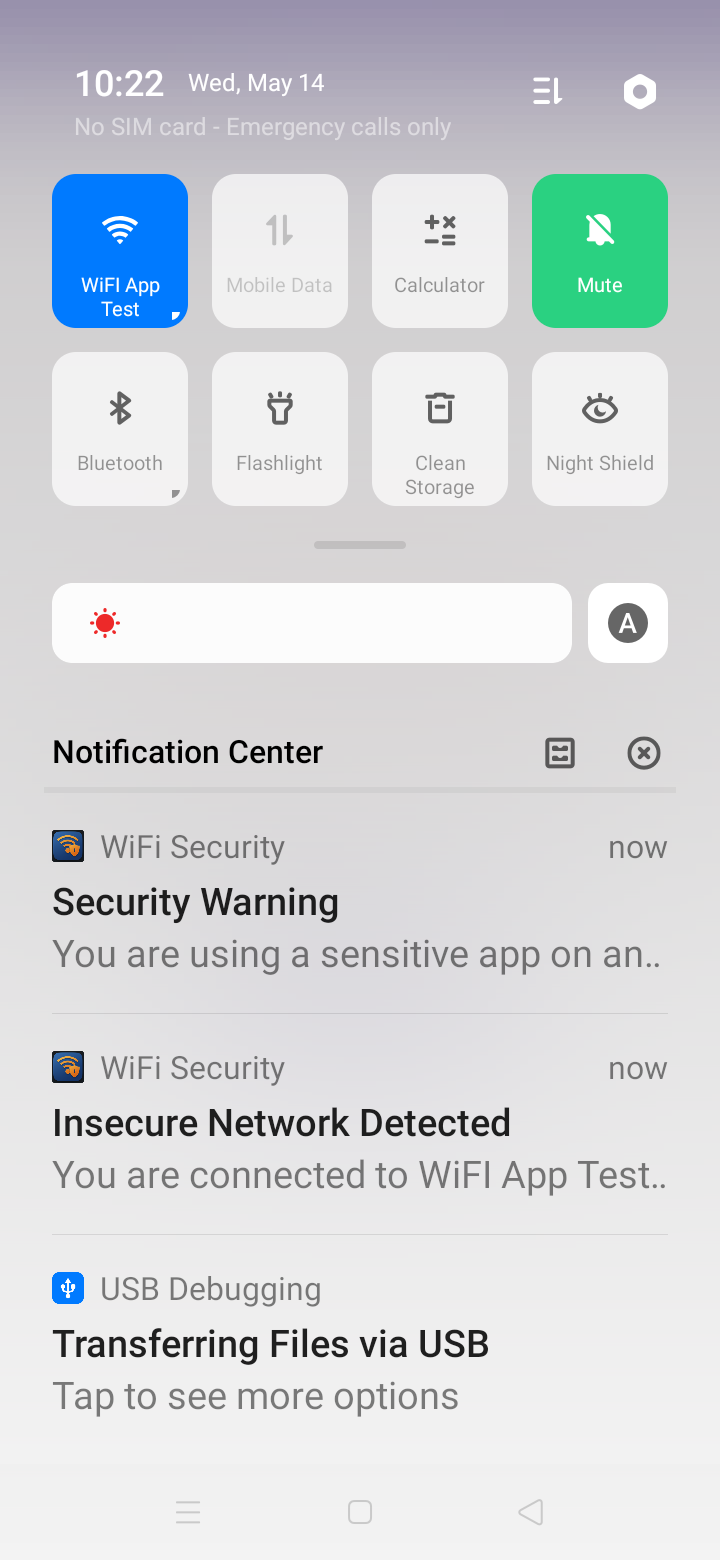 10:22 Wed, May 14
No SIM card - Emergency calls only
WiFI App
Test
Mobile Data
Calculator
Mute
Bluetooth
Flashlight
Clean
Storage
Night Shield
A
Notification Center
WiFi Security now
Security Warning
You are using a sensitive app on an..
WiFi Security now
Insecure Network Detected
You are connected to WiFI App Test..
USB Debugging
Transferring Files via USB
Tap to see more options